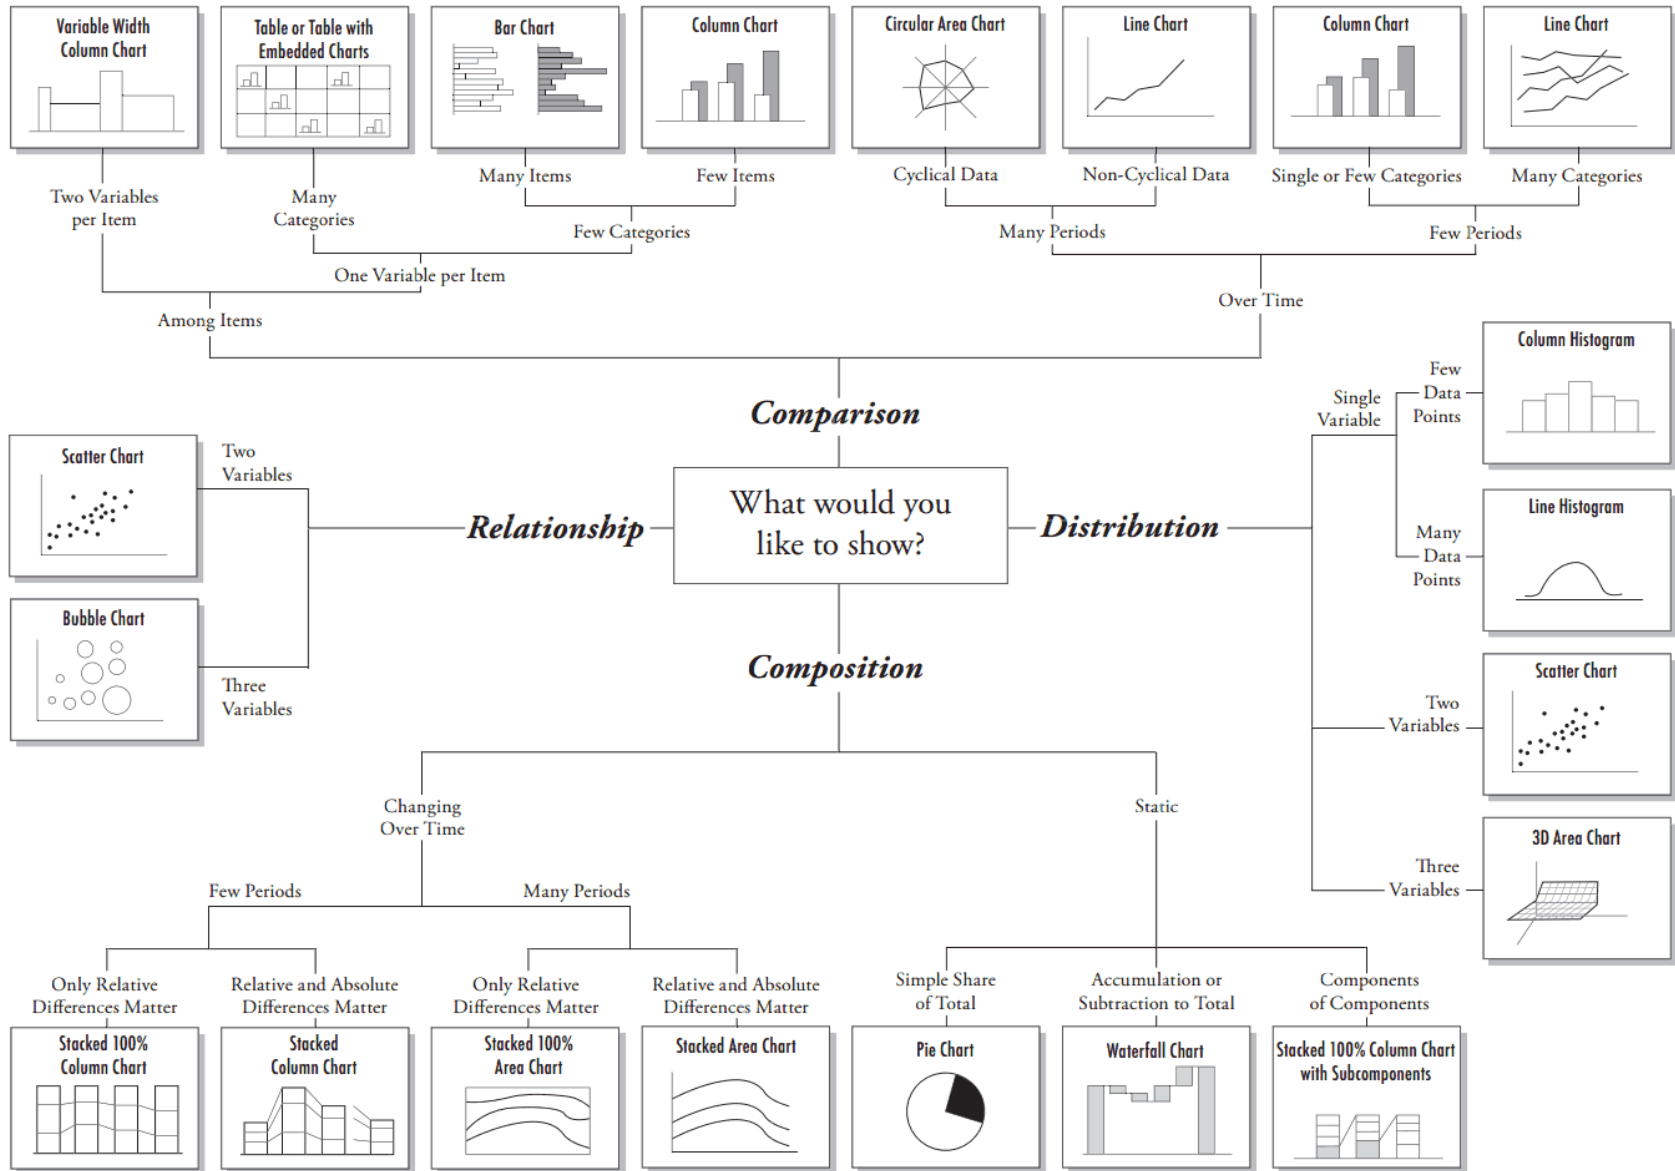 Variable Width
Column Chart
Table or Table with
Embedded Charts
Bar Chart
Column Chart
Circular Area Chart
Line Chart
Column Chart
Line Chart
Two Variables
per Item
Many
Categories
Many Items
Few Items
Cyclical Data
Non-Cyclical Data
Single or Few Categories
Many Categories
Few Categories
Many Periods
Few Periods
One Variable per Item
Over Time
Among Items
Comparison
What would you
like to show?
Relationship
Two
Variables
Scatter Chart
Three
Variables
Bubble Chart
Distribution
Single
Variable
Few
Data
Points
Column Histogram
Many
Data
Points
Line Histogram
Two
Variables
Scatter Chart
Three
Variables
3D Area Chart
Composition
Changing
Over Time
Static
Few Periods
Many Periods
Only Relative
Differences Matter
Relative and Absolute
Differences Matter
Only Relative
Differences Matter
Relative and Absolute
Differences Matter
Simple Share
of Total
Accumulation or
Subtraction to Total
Components
of Components
Stacked 100%
Column Chart
Stacked
Column Chart
Stacked 100%
Area Chart
Stacked Area Chart
Pie Chart
Waterfall Chart
Stacked 100% Column Chart
with Subcomponents